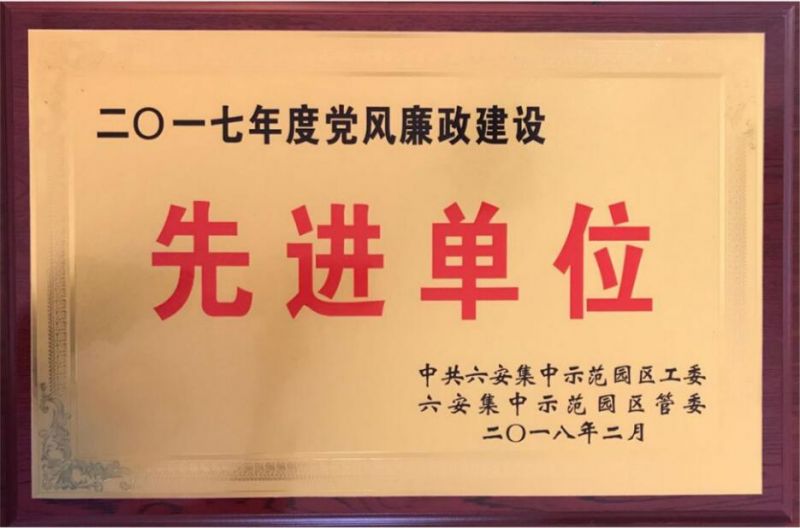 二〇一七年度党风廉政建设
先进单位
中共六安集中示范园区工委
六安集中示范园区管委
二〇一八年二月